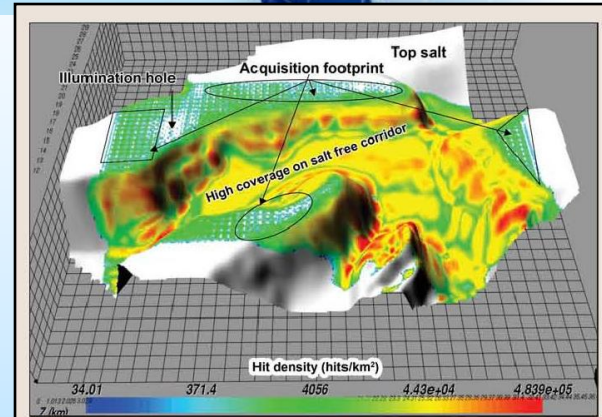 Top salt
Acquisition footprint
Illumination hole
High coverage on salt free corridor
Hit density (hits/km²)
34.01 371.4 4056 4.43e+04 4.839e+05
Z (km)